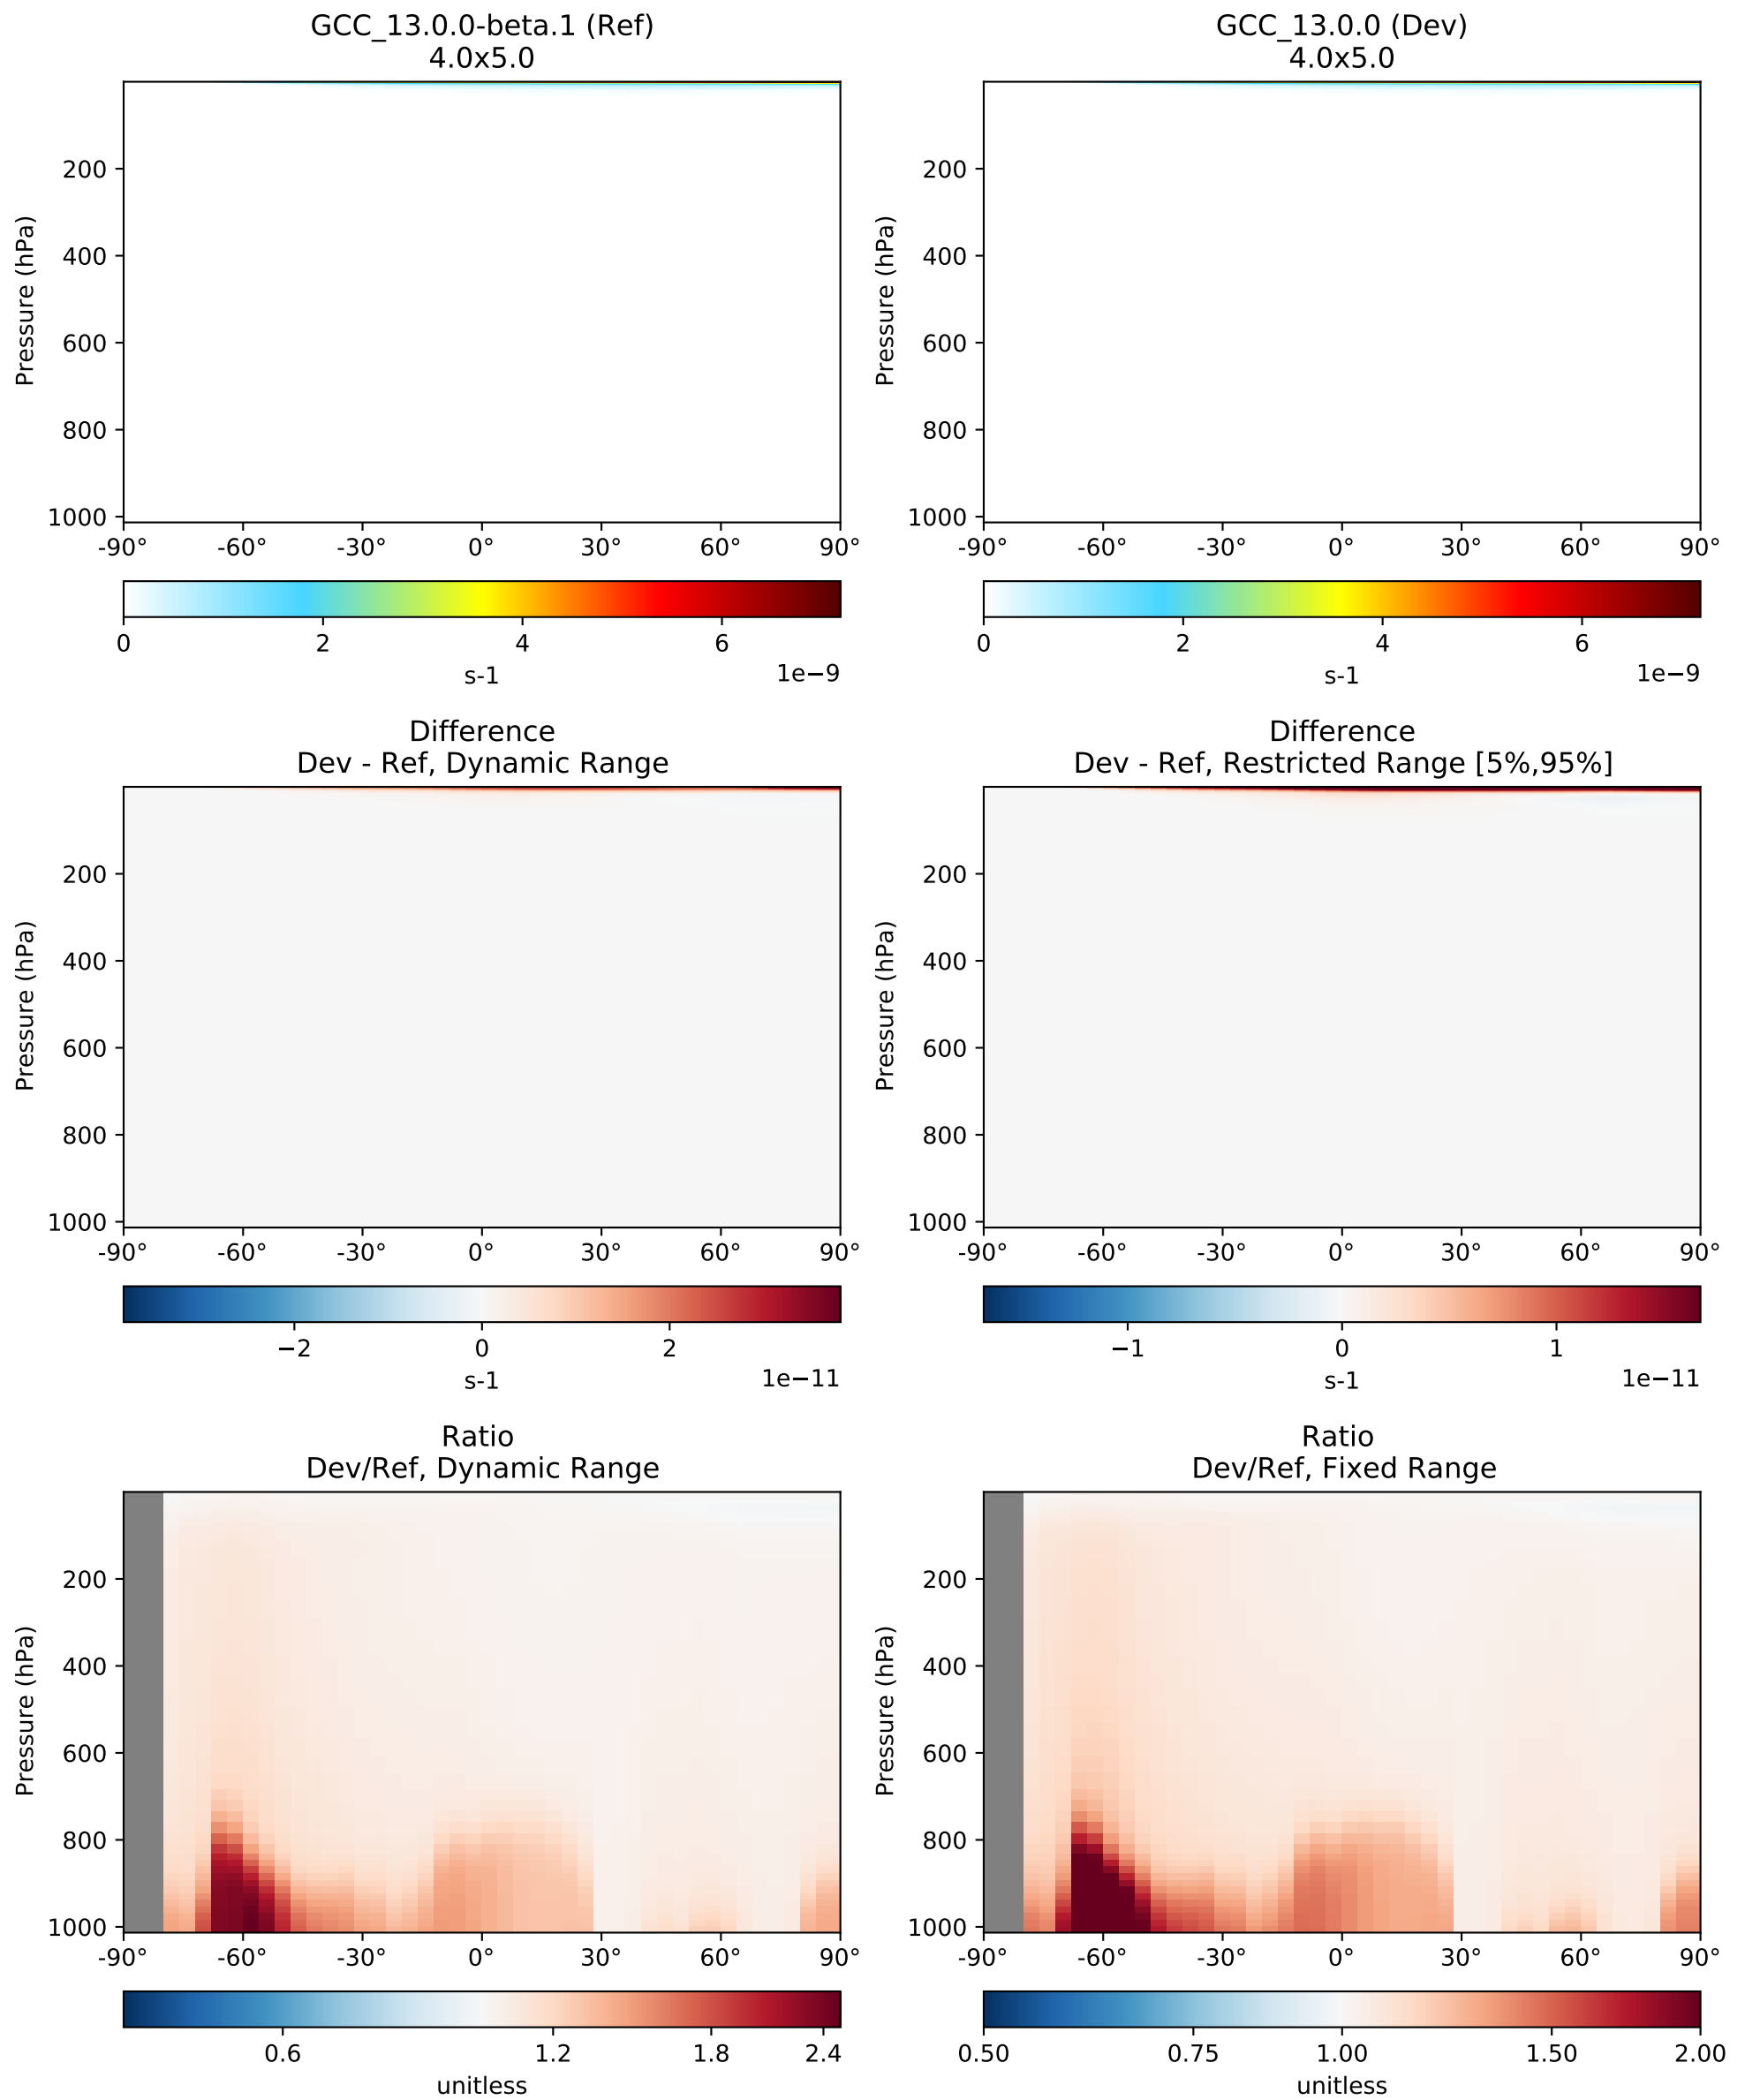 GCC_13.0.0-beta.1 (Ref)
4.0x5.0
Pressure (hPa)
200
400
600
800
1000
-90° -60° -30° 0° 30° 60° 90°
0 2 4 6
s-1 1e−9
GCC_13.0.0 (Dev)
4.0x5.0
Pressure (hPa)
200
400
600
800
1000
-90° -60° -30° 0° 30° 60° 90°
0 2 4 6
s-1 1e−9
Difference
Dev - Ref, Dynamic Range
Pressure (hPa)
200
400
600
800
1000
-90° -60° -30° 0° 30° 60° 90°
−2 0 2
s-1 1e−11
Difference
Dev - Ref, Restricted Range [5%,95%]
Pressure (hPa)
200
400
600
800
1000
-90° -60° -30° 0° 30° 60° 90°
−1 0 1
s-1 1e−11
Ratio
Dev/Ref, Dynamic Range
Pressure (hPa)
200
400
600
800
1000
-90° -60° -30° 0° 30° 60° 90°
0.6 1.2 1.8 2.4
unitless
Ratio
Dev/Ref, Fixed Range
Pressure (hPa)
200
400
600
800
1000
-90° -60° -30° 0° 30° 60° 90°
0.50 0.75 1.00 1.50 2.00
unitless